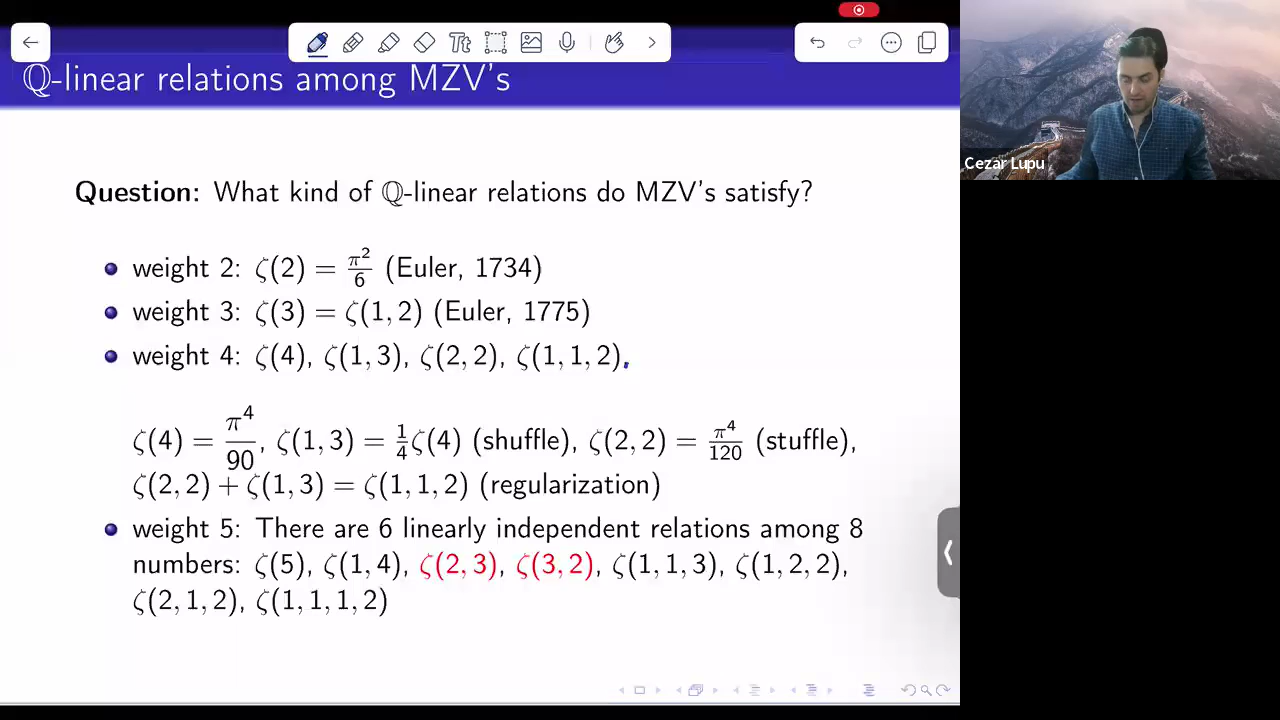 Tt
ℚ-linear relations among MZV's
Cezar Lupu
Question: What kind of ℚ-linear relations do MZV's satisfy?
weight 2: ζ(2) = π²/6 (Euler, 1734)
weight 3: ζ(3) = ζ(1, 2) (Euler, 1775)
weight 4: ζ(4), ζ(1, 3), ζ(2, 2), ζ(1, 1, 2).
ζ(4) = π⁴/90, ζ(1, 3) = 1/4 ζ(4) (shuffle), ζ(2, 2) = π⁴/120 (stuffle),
ζ(2, 2) + ζ(1, 3) = ζ(1, 1, 2) (regularization)
weight 5: There are 6 linearly independent relations among 8
numbers: ζ(5), ζ(1, 4), ζ(2, 3), ζ(3, 2), ζ(1, 1, 3), ζ(1, 2, 2),
ζ(2, 1, 2), ζ(1, 1, 1, 2)